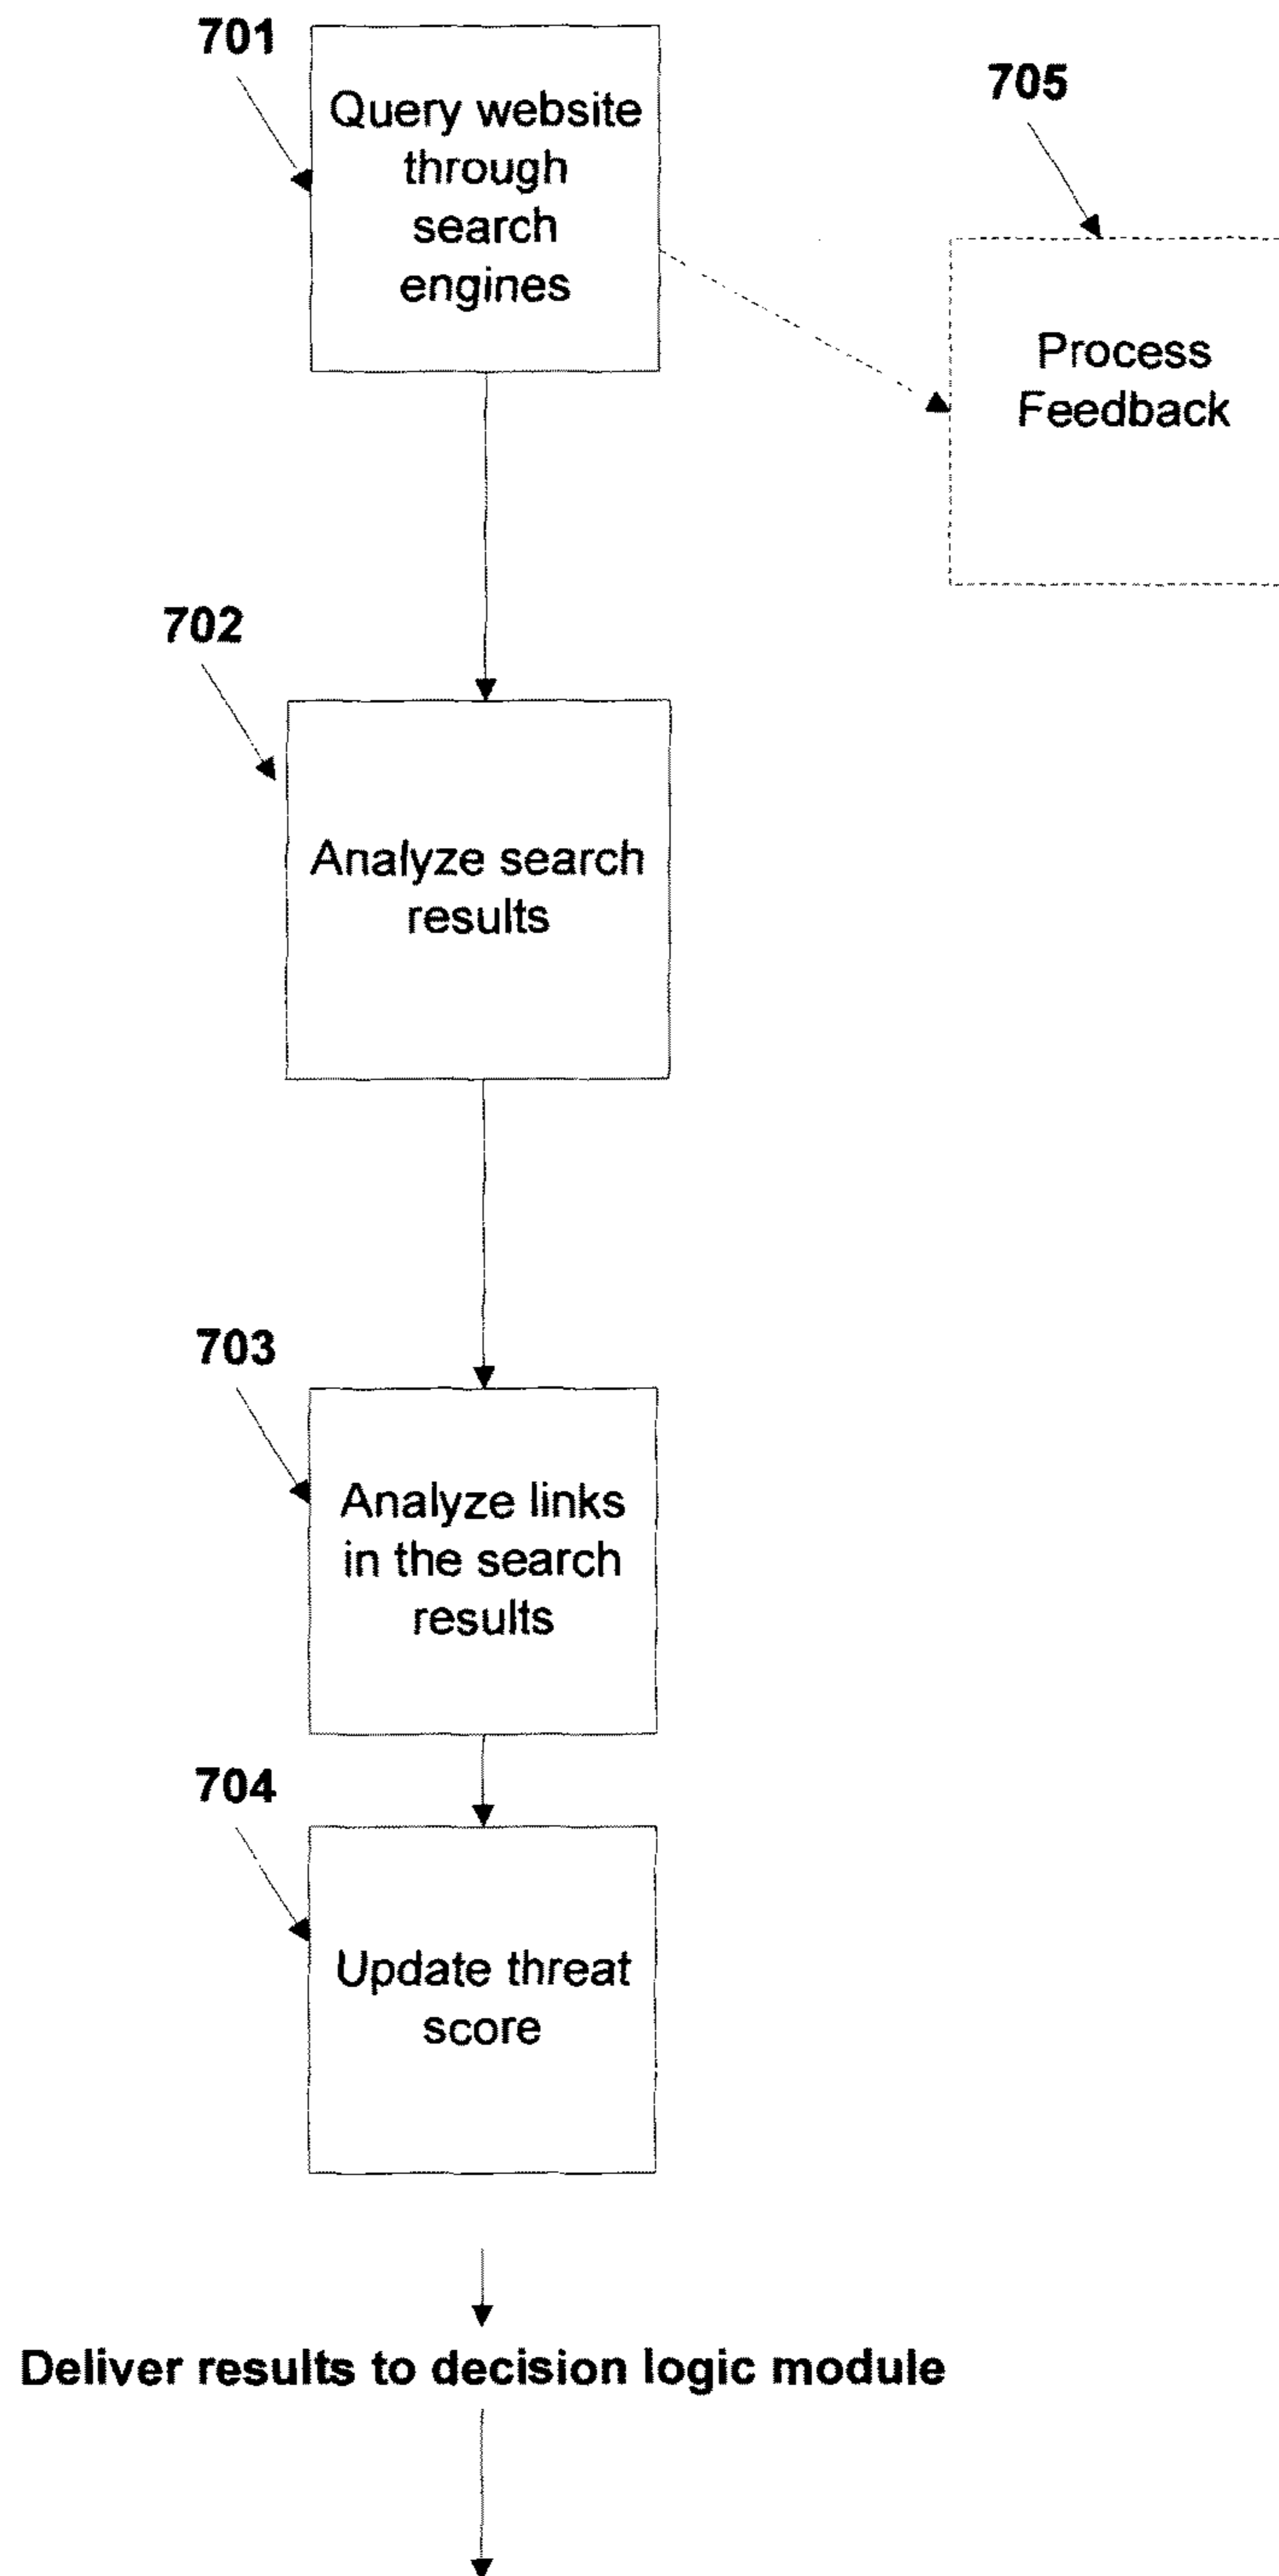 701
Query website
through
search
engines
705
Process
Feedback
702
Analyze search
results
703
Analyze links
in the search
results
704
Update threat
score
Deliver results to decision logic module